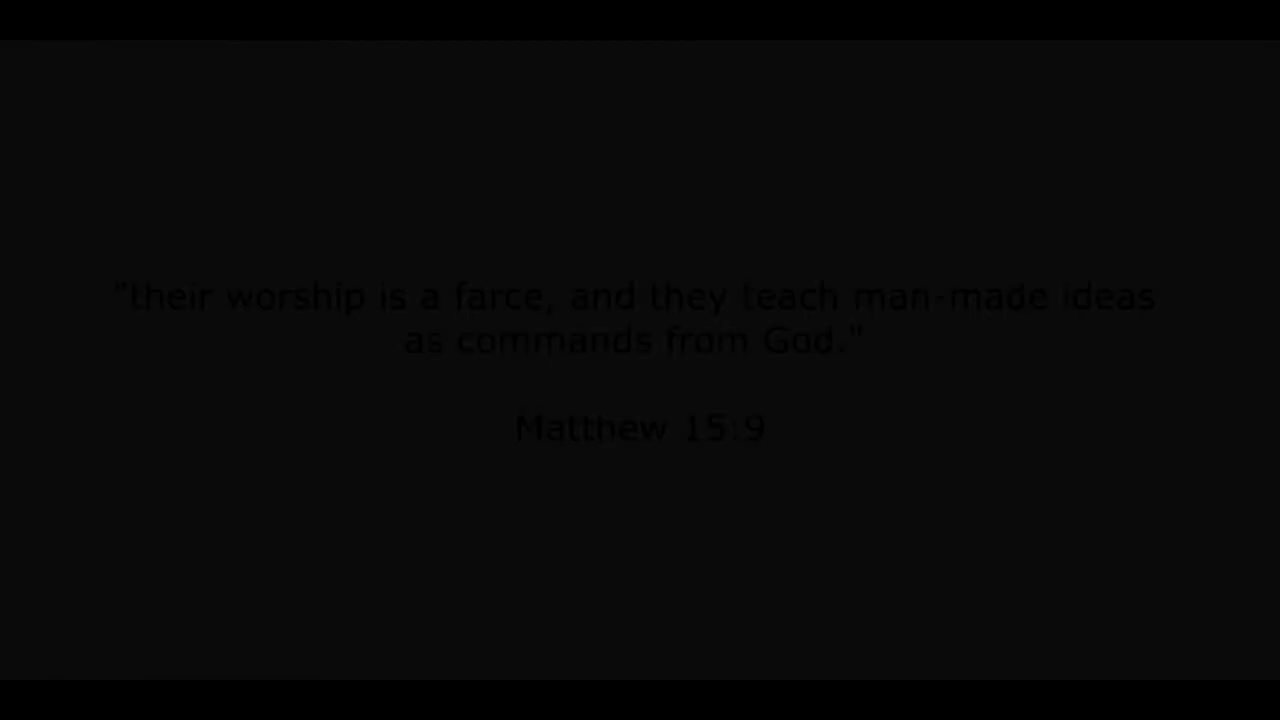 "their worship is a farce, and they teach man-made ideas
as commands from God."
Matthew 15:9